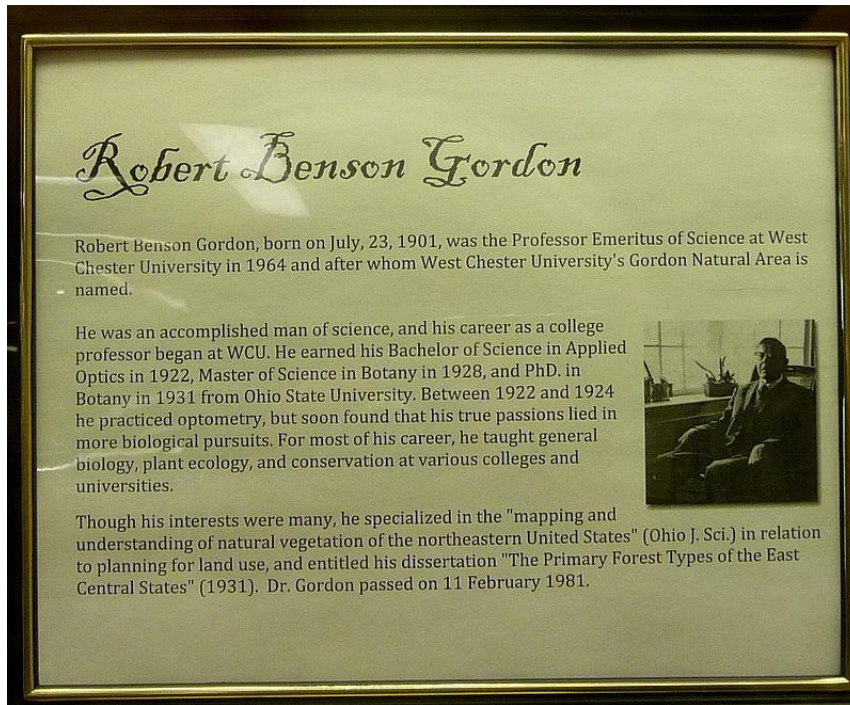 Robert Benson Gordon
Robert Benson Gordon, born on July, 23, 1901, was the Professor Emeritus of Science at West
Chester University in 1964 and after whom West Chester University's Gordon Natural Area is
named.
He was an accomplished man of science, and his career as a college
professor began at WCU. He earned his Bachelor of Science in Applied
Optics in 1922, Master of Science in Botany in 1928, and PhD. in
Botany in 1931 from Ohio State University. Between 1922 and 1924
he practiced optometry, but soon found that his true passions lied in
more biological pursuits. For most of his career, he taught general
biology, plant ecology, and conservation at various colleges and
universities.
Though his interests were many, he specialized in the "mapping and
understanding of natural vegetation of the northeastern United States" (Ohio J. Sci.) in relation
to planning for land use, and entitled his dissertation "The Primary Forest Types of the East
Central States" (1931). Dr. Gordon passed on 11 February 1981.